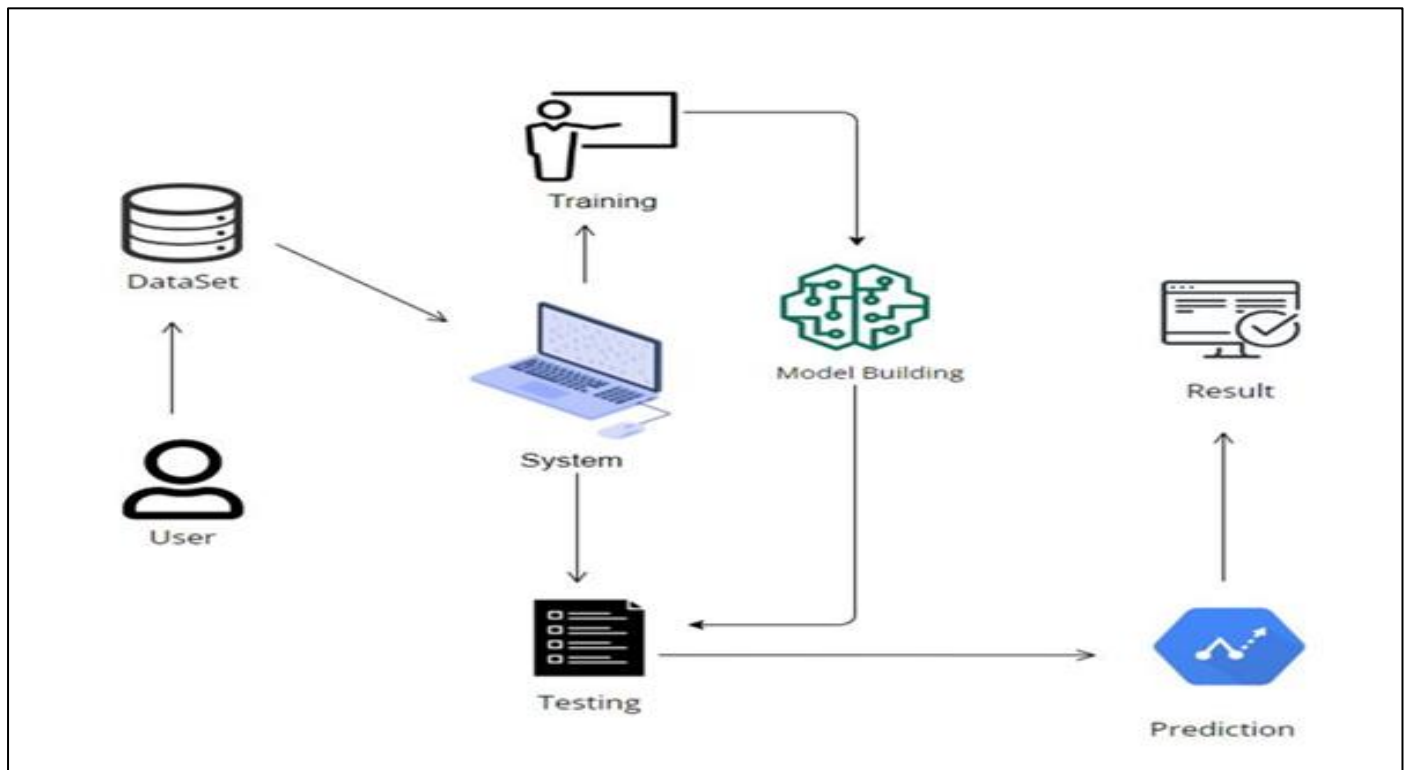 Training
DataSet
Model Building
Result
System
User
Testing
Prediction